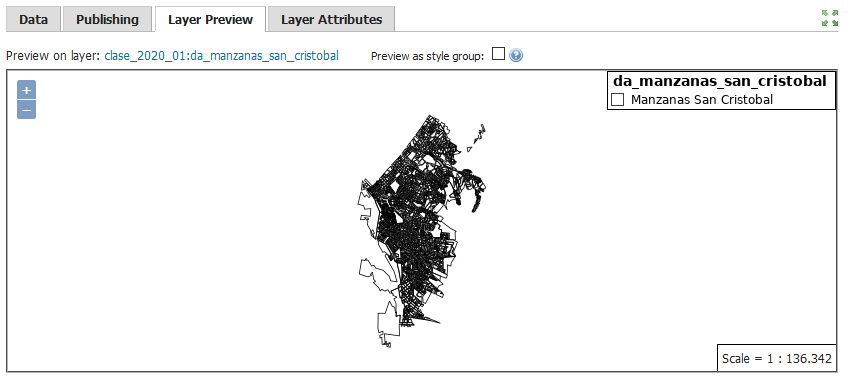 Data Publishing Layer Preview Layer Attributes
Preview on layer: clase_2020_01:da_manzanas_san_cristobal Preview as style group: ?
+
−
da_manzanas_san_cristobal
Manzanas San Cristobal
Scale = 1 : 136.342